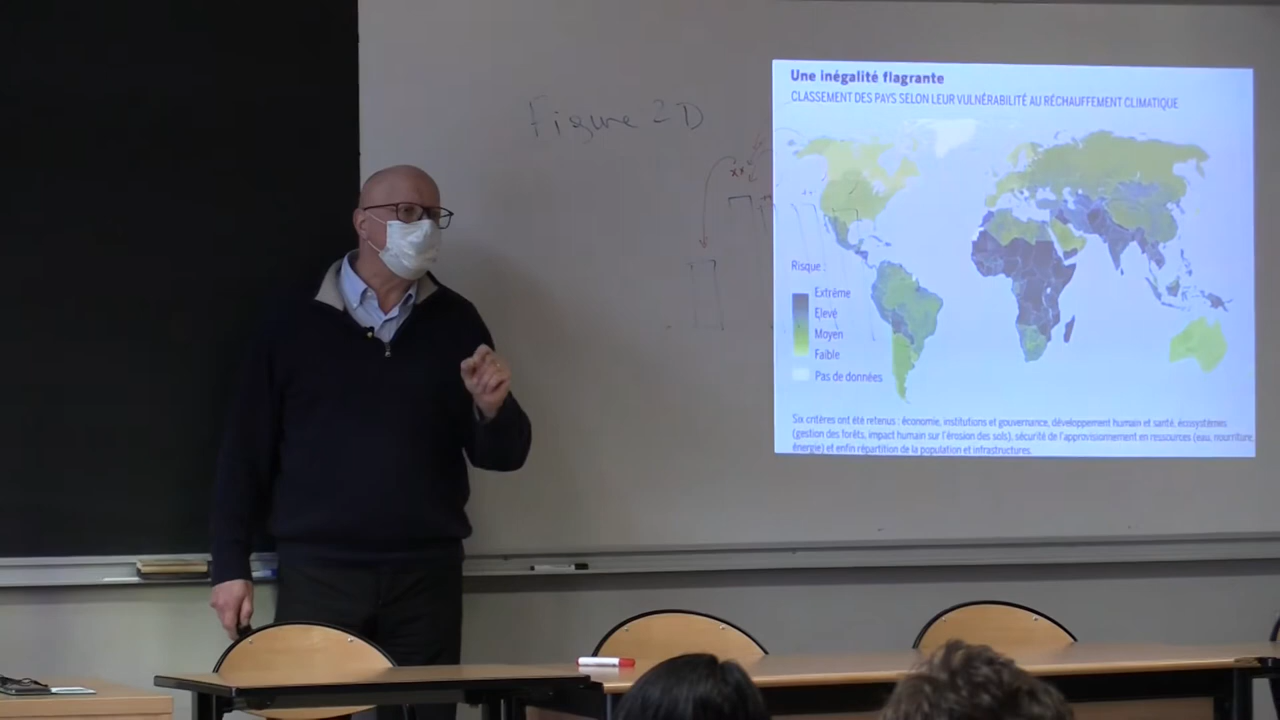 Figure 2D
Une inégalité flagrante
CLASSEMENT DES PAYS SELON LEUR VULNÉRABILITÉ AU RÉCHAUFFEMENT CLIMATIQUE
Risque :
Extrême
Élevé
Moyen
Faible
Pas de données
Six critères ont été retenus : économie, institutions et gouvernance, développement humain et santé, écosystèmes
(gestion des forêts, impact humain sur l'érosion des sols), sécurité de l'approvisionnement en ressources (eau, nourriture,
énergie) et enfin répartition de la population et infrastructures.